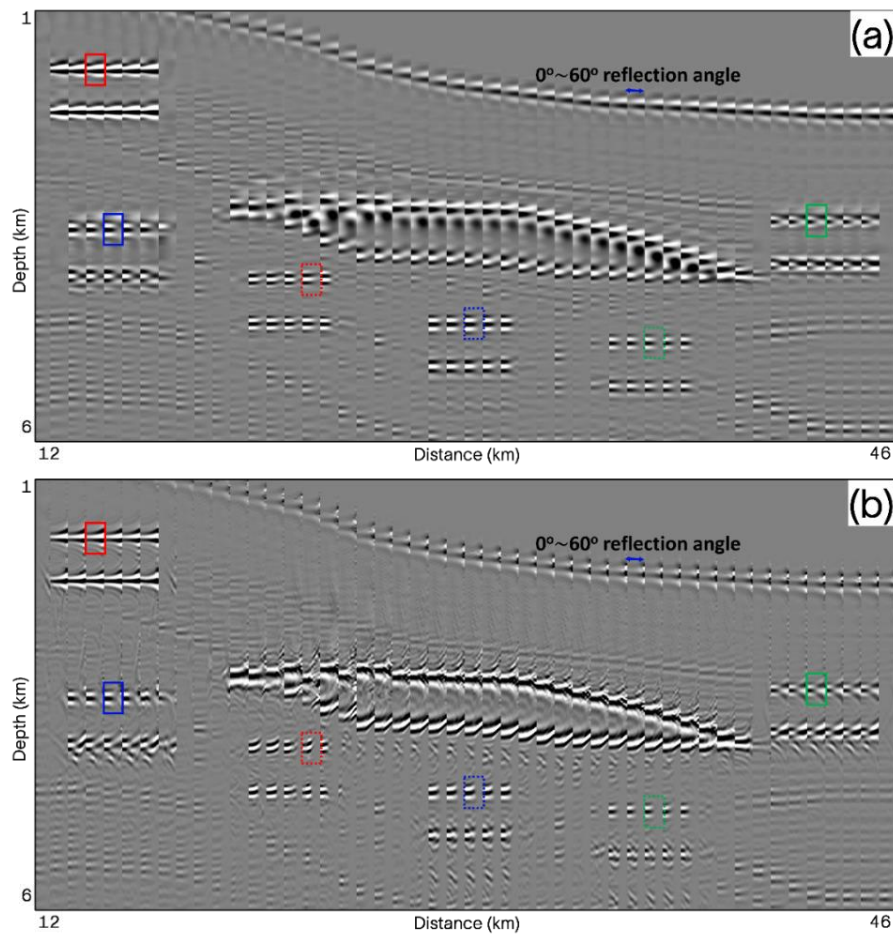 1
(a)
0°~60° reflection angle
Depth (km)
6
12
Distance (km)
46
1
(b)
0°~60° reflection angle
Depth (km)
6
12
Distance (km)
46